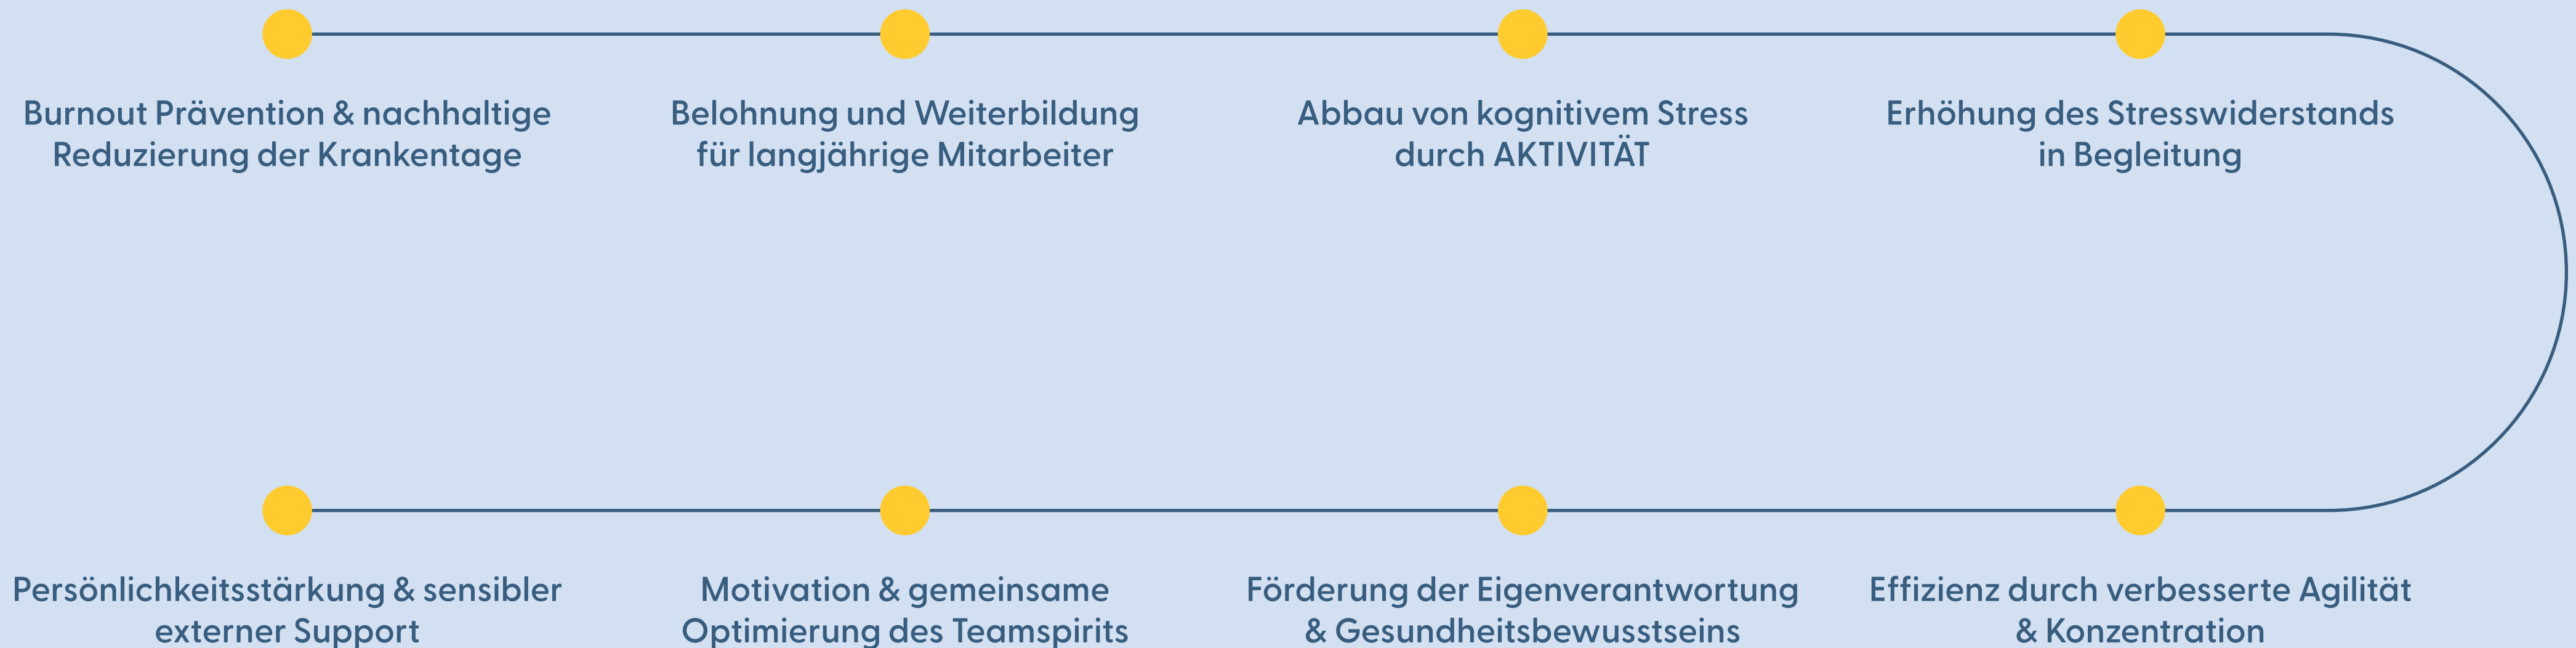 Burnout Prävention & nachhaltige
Reduzierung der Krankentage
Belohnung und Weiterbildung
für langjährige Mitarbeiter
Abbau von kognitivem Stress
durch AKTIVITÄT
Erhöhung des Stresswiderstands
in Begleitung
Persönlichkeitsstärkung & sensibler
externer Support
Motivation & gemeinsame
Optimierung des Teamspirits
Förderung der Eigenverantwortung
& Gesundheitsbewusstseins
Effizienz durch verbesserte Agilität
& Konzentration